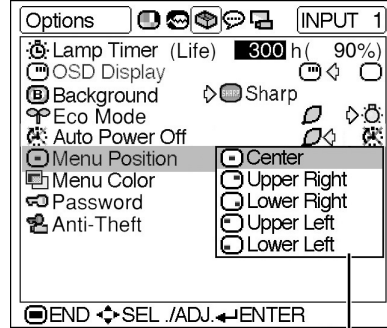 Options INPUT 1
Lamp Timer (Life) 300 h( 90%)
OSD Display
Background Sharp
Eco Mode
Auto Power Off
Menu Position
Center
Menu Color
Upper Right
Password
Lower Right
Anti-Theft
Upper Left
Lower Left
END SEL./ADJ. ENTER